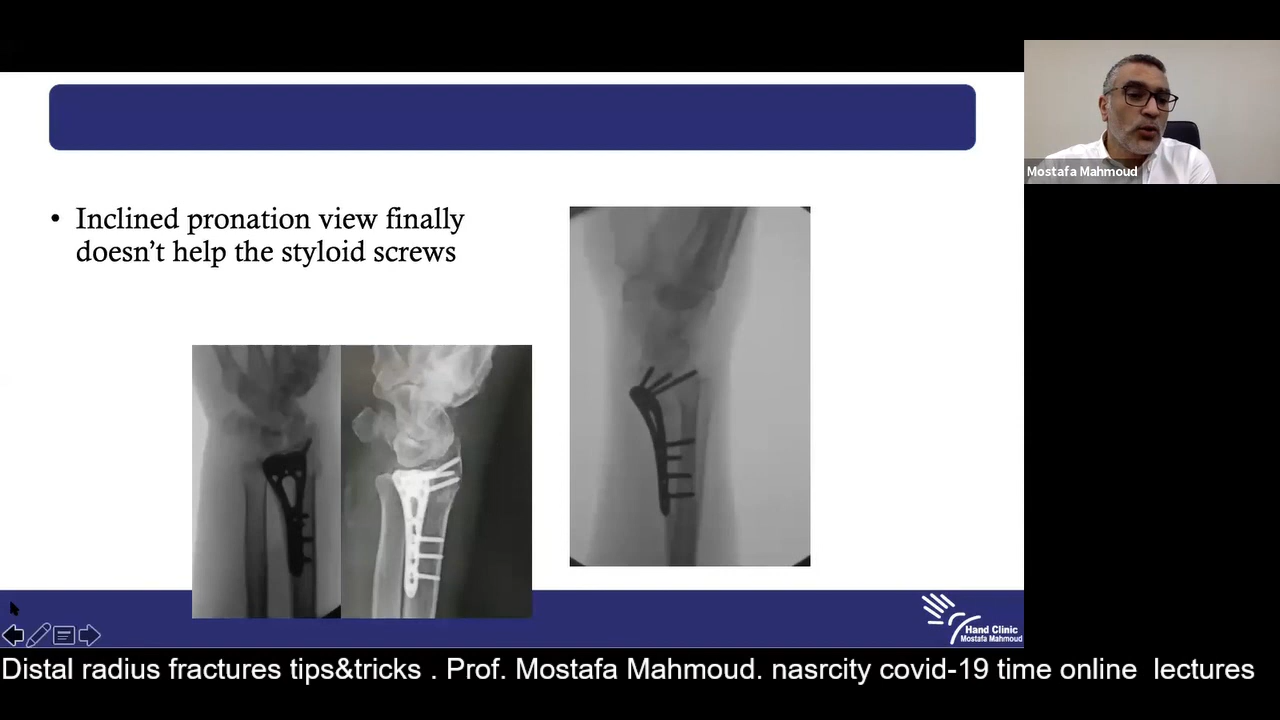 Mostafa Mahmoud
• Inclined pronation view finally
doesn’t help the styloid screws
Hand Clinic
Mostafa Mahmoud
Distal radius fractures tips&tricks . Prof. Mostafa Mahmoud. nasrcity covid-19 time online  lectures